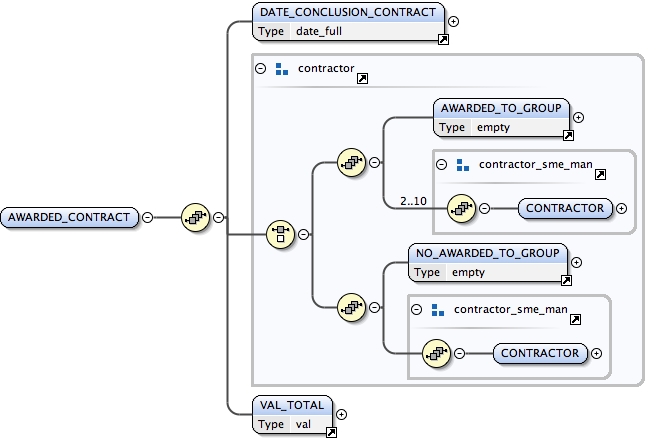 DATE_CONCLUSION_CONTRACT
Type date_full
contractor
AWARDED_TO_GROUP
Type empty
contractor_sme_man
2..10
CONTRACTOR
AWARDED_CONTRACT
NO_AWARDED_TO_GROUP
Type empty
contractor_sme_man
CONTRACTOR
VAL_TOTAL
Type val